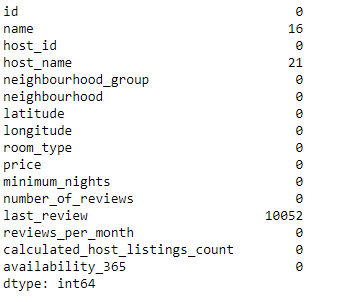 id 0
name 16
host_id 0
host_name 21
neighbourhood_group 0
neighbourhood 0
latitude 0
longitude 0
room_type 0
price 0
minimum_nights 0
number_of_reviews 0
last_review 10052
reviews_per_month 0
calculated_host_listings_count 0
availability_365 0
dtype: int64